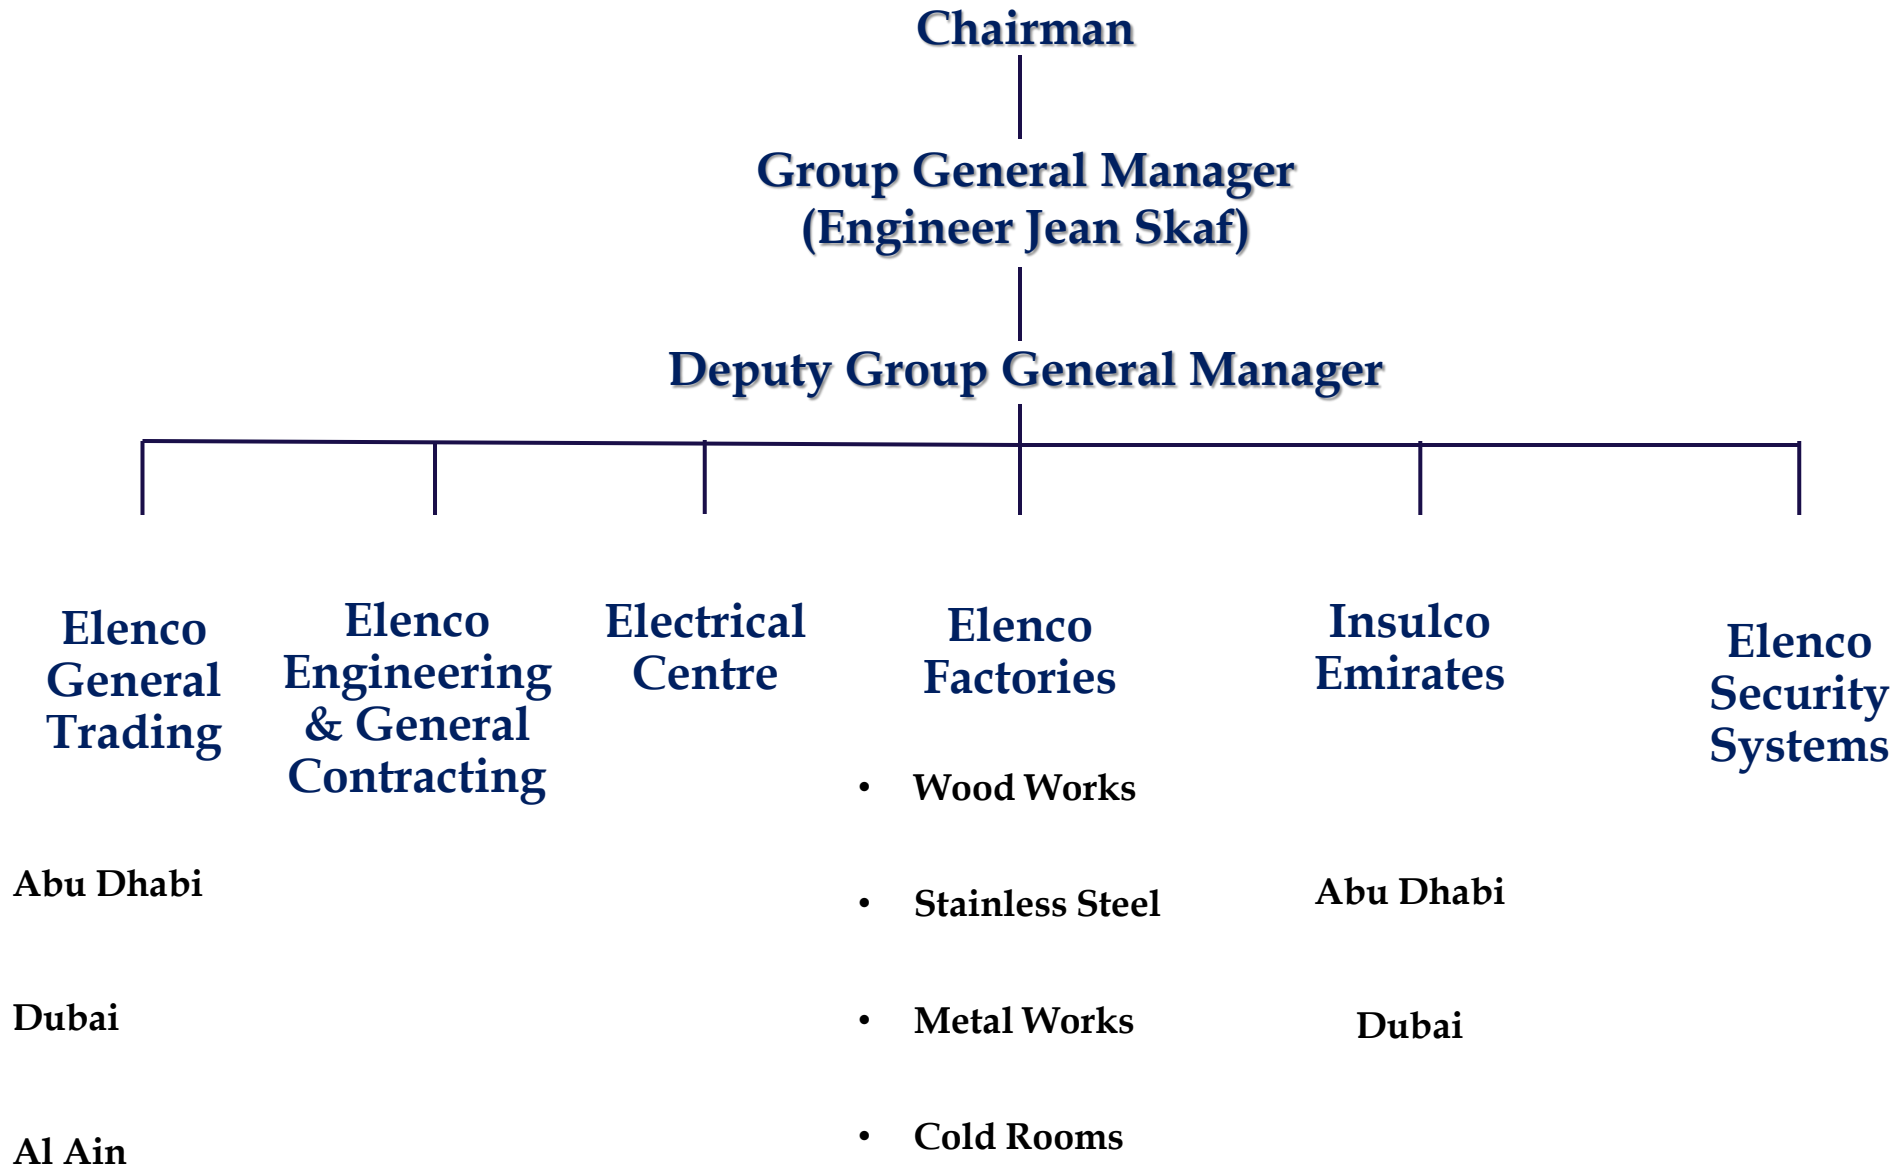 Chairman
Group General Manager
(Engineer Jean Skaf)
Deputy Group General Manager
Elenco
General
Trading
Abu Dhabi
Dubai
Al Ain
Elenco
Engineering
& General
Contracting
Electrical
Centre
Elenco
Factories
• Wood Works
• Stainless Steel
• Metal Works
• Cold Rooms
Insulco
Emirates
Abu Dhabi
Dubai
Elenco
Security
Systems